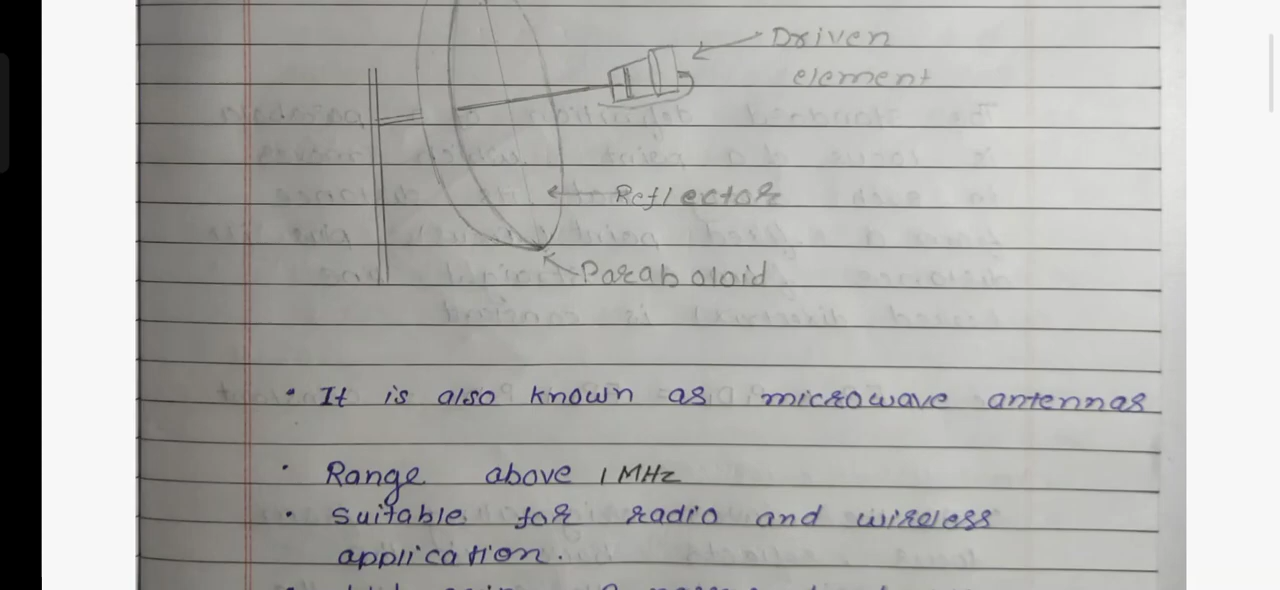 Driven
element
Reflector
Paraboloid
• It is also known as microwave antennas
• Range above 1 MHz
• suitable for radio and wireless
application.